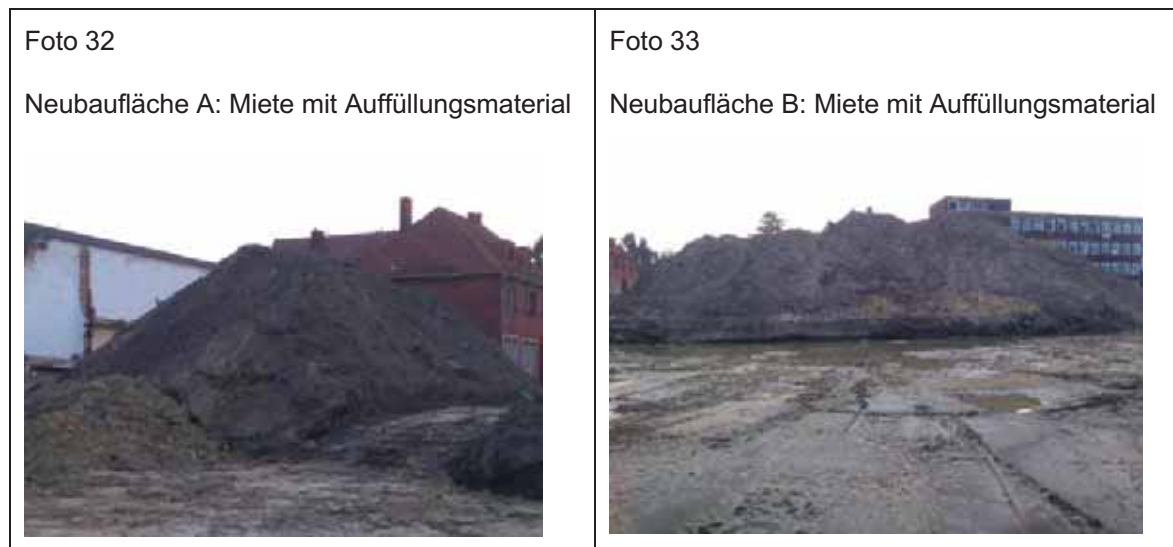 Foto 32
Neubaufläche A: Miete mit Auffüllungsmaterial
Foto 33
Neubaufläche B: Miete mit Auffüllungsmaterial